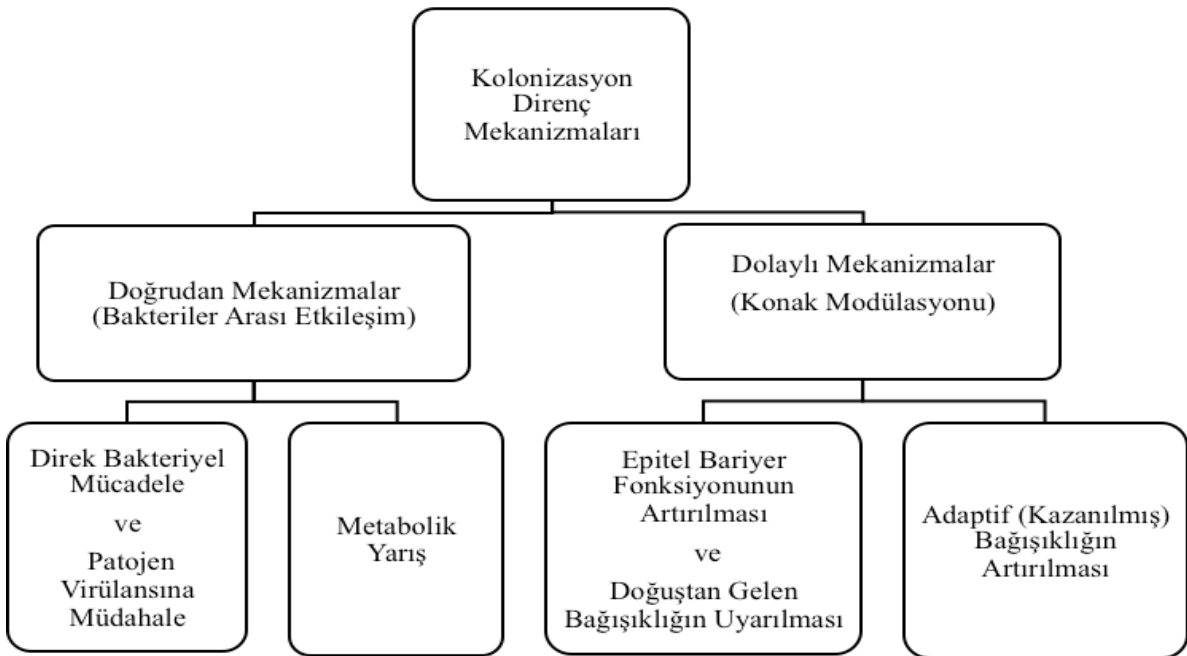 Kolonizasyon
Direnç
Mekanizmaları
Doğrudan Mekanizmalar
(Bakteriler Arası Etkileşim)
Dolaylı Mekanizmalar
(Konak Modülasyonu)
Direk Bakteriyel
Mücadele
ve
Patojen
Virülansına
Müdahale
Metabolik
Yarış
Epitel Bariyer
Fonksiyonunun
Artırılması
ve
Doğuştan Gelen
Bağışıklığın Uyarılması
Adaptif (Kazanılmış)
Bağışıklığın
Artırılması